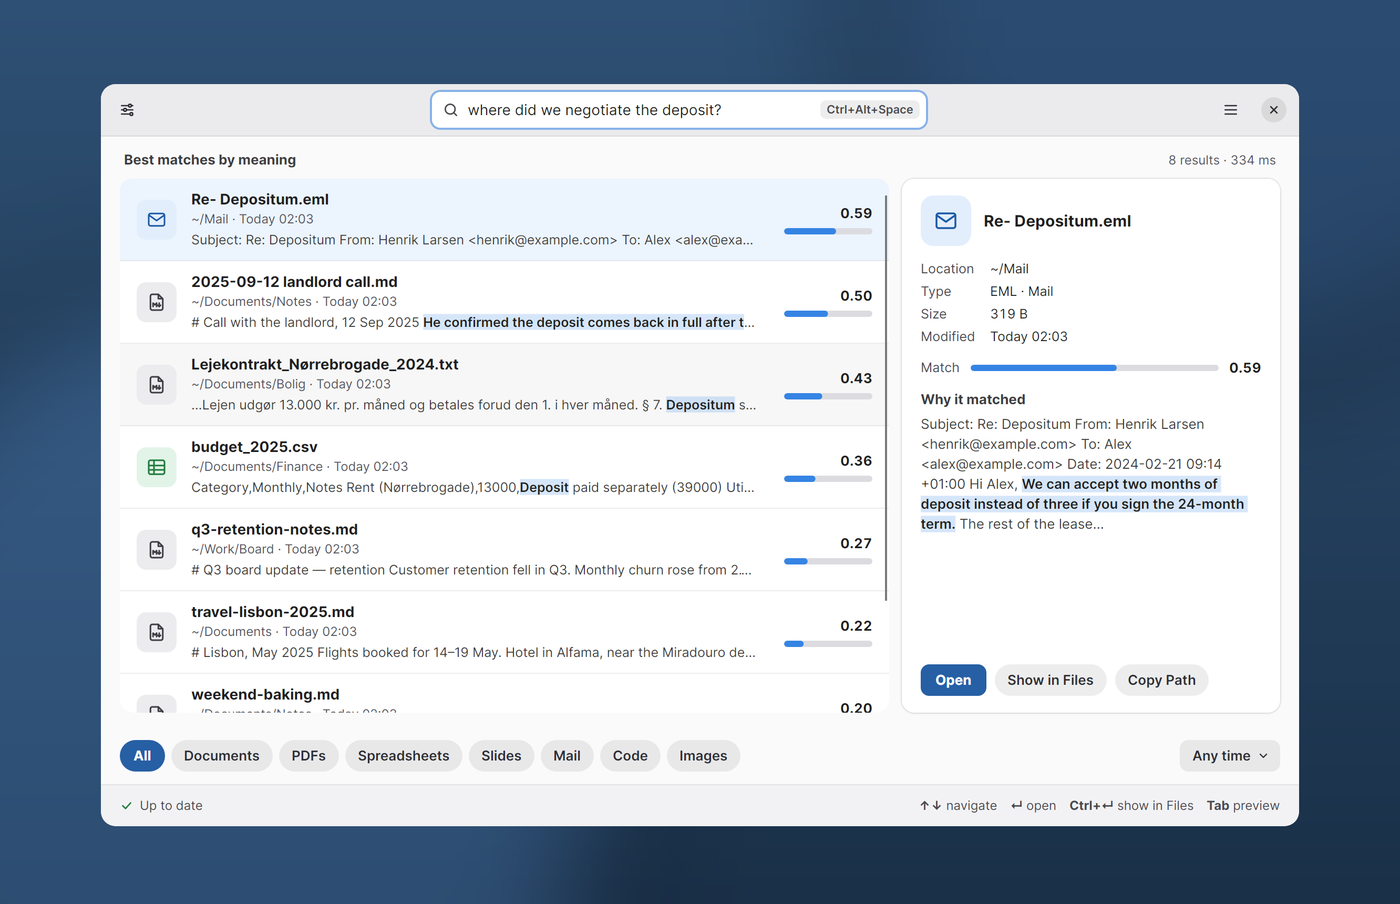 where did we negotiate the deposit?
Ctrl+Alt+Space
Best matches by meaning
8 results · 334 ms
Re- Depositum.eml
~/Mail · Today 02:03
Subject: Re: Depositum From: Henrik Larsen <henrik@example.com> To: Alex <alex@exa...
0.59
2025-09-12 landlord call.md
~/Documents/Notes · Today 02:03
# Call with the landlord, 12 Sep 2025 He confirmed the deposit comes back in full after t...
0.50
Lejekontrakt_Nørrebrogade_2024.txt
~/Documents/Bolig · Today 02:03
...Lejen udgør 13.000 kr. pr. måned og betales forud den 1. i hver måned. § 7. Depositum s...
0.43
budget_2025.csv
~/Documents/Finance · Today 02:03
Category,Monthly,Notes Rent (Nørrebrogade),13000,Deposit paid separately (39000) Uti...
0.36
q3-retention-notes.md
~/Work/Board · Today 02:03
# Q3 board update — retention Customer retention fell in Q3. Monthly churn rose from 2....
0.27
travel-lisbon-2025.md
~/Documents · Today 02:03
# Lisbon, May 2025 Flights booked for 14–19 May. Hotel in Alfama, near the Miradouro de...
0.22
weekend-baking.md
~/Documents/Notes · Today 02:03
0.20
Re- Depositum.eml
Location ~/Mail
Type EML · Mail
Size 319 B
Modified Today 02:03
Match 0.59
Why it matched
Subject: Re: Depositum From: Henrik Larsen
<henrik@example.com> To: Alex
<alex@example.com> Date: 2024-02-21 09:14
+01:00 Hi Alex, We can accept two months of
deposit instead of three if you sign the 24-month
term. The rest of the lease...
Open
Show in Files
Copy Path
All
Documents
PDFs
Spreadsheets
Slides
Mail
Code
Images
Any time
Up to date
↑↓ navigate
↵ open
Ctrl+↵ show in Files
Tab preview